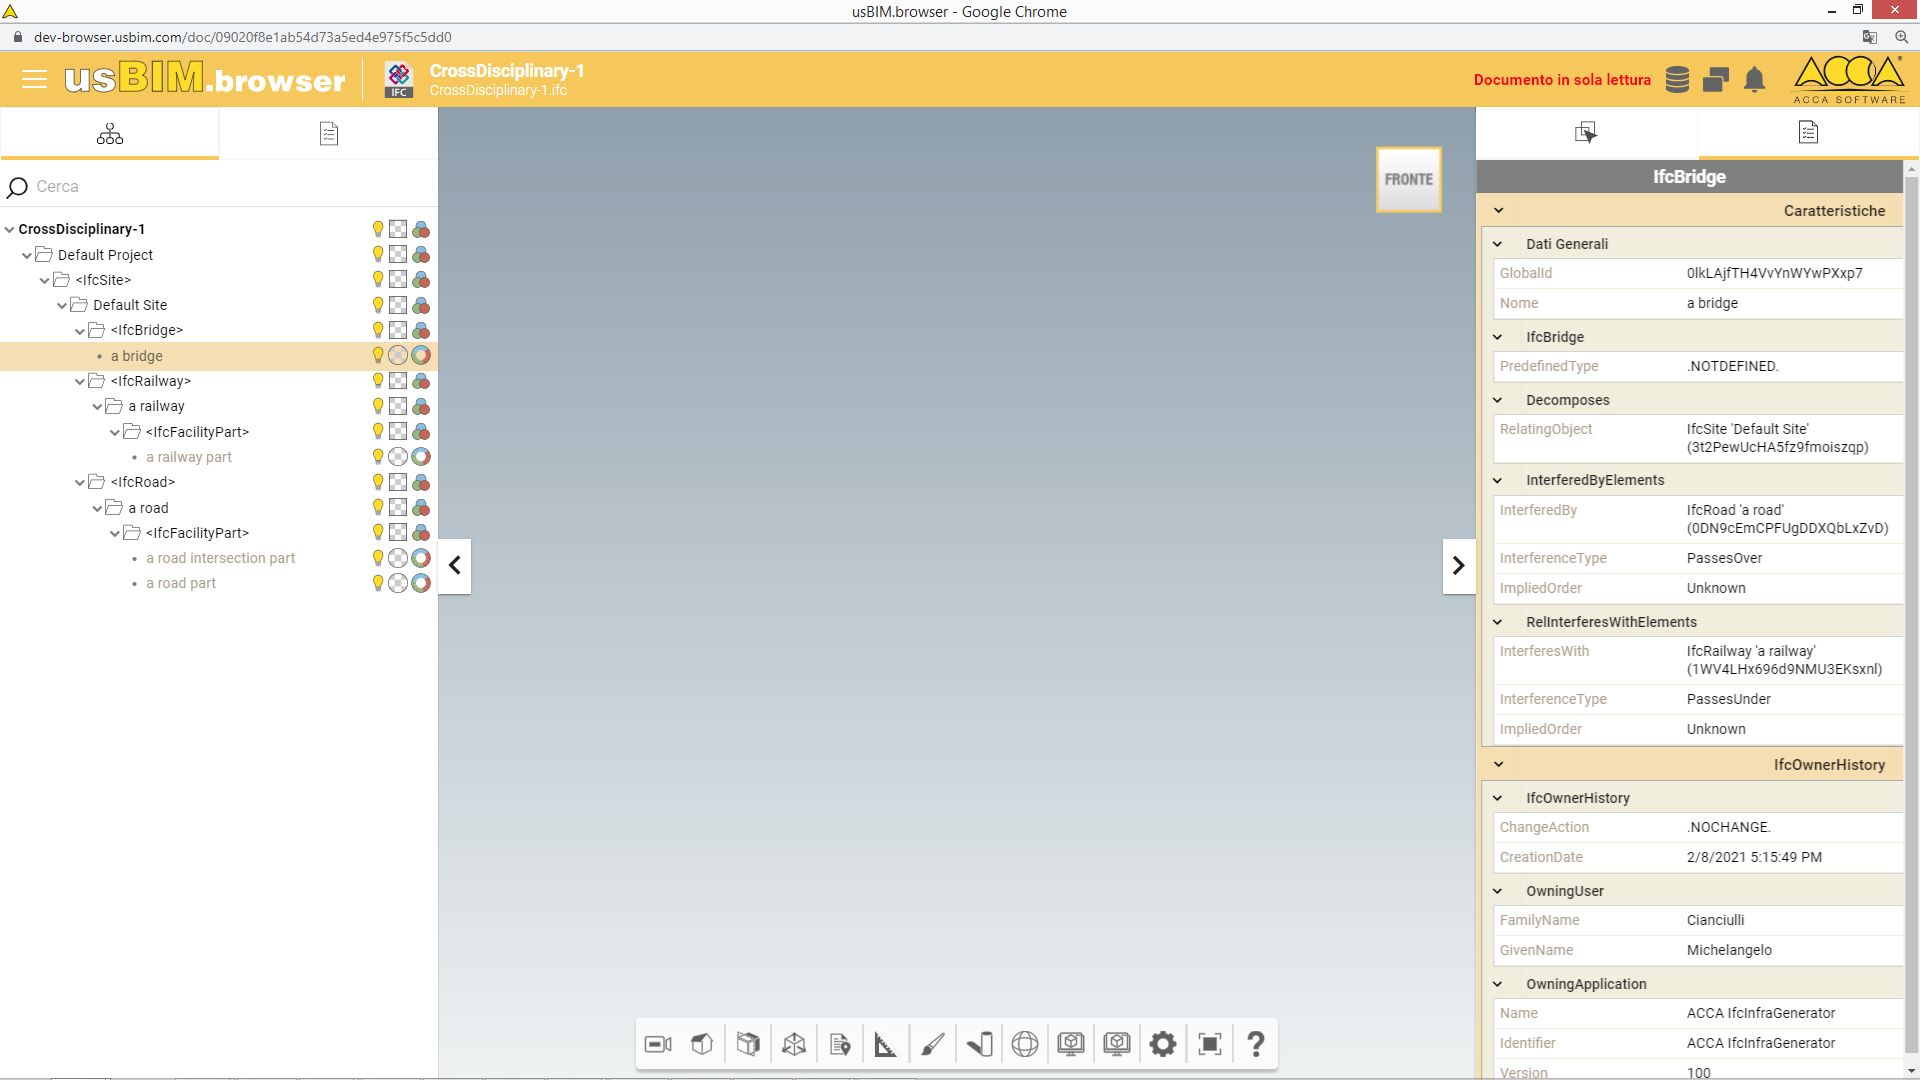 usBIM.browser - Google Chrome
dev-browser.usbim.com/doc/09020f8e1ab54d73a5ed4e975f5c5dd0
usBIM.browser
IFC
CrossDisciplinary-1
CrossDisciplinary-1.ifc
Documento in sola lettura
ACCA
ACCA SOFTWARE
Cerca
CrossDisciplinary-1
Default Project
<IfcSite>
Default Site
<IfcBridge>
a bridge
<IfcRailway>
a railway
<IfcFacilityPart>
a railway part
<IfcRoad>
a road
<IfcFacilityPart>
a road intersection part
a road part
FRONTE
IfcBridge
Caratteristiche
Dati Generali
GlobalId 0lkLAjfTH4VvYnWYwPXxp7
Nome a bridge
IfcBridge
PredefinedType .NOTDEFINED.
Decomposes
RelatingObject IfcSite 'Default Site'
(3t2PewUcHA5fz9fmoiszqp)
InterferedByElements
InterferedBy IfcRoad 'a road'
(0DN9cEmCPFUgDDXQbLxZvD)
InterferenceType PassesOver
ImpliedOrder Unknown
RelInterferesWithElements
InterferesWith IfcRailway 'a railway'
(1WV4LHx696d9NMU3EKsxnl)
InterferenceType PassesUnder
ImpliedOrder Unknown
IfcOwnerHistory
IfcOwnerHistory
ChangeAction .NOCHANGE.
CreationDate 2/8/2021 5:15:49 PM
OwningUser
FamilyName Cianciulli
GivenName Michelangelo
OwningApplication
Name ACCA IfcInfraGenerator
Identifier ACCA IfcInfraGenerator
Version 100